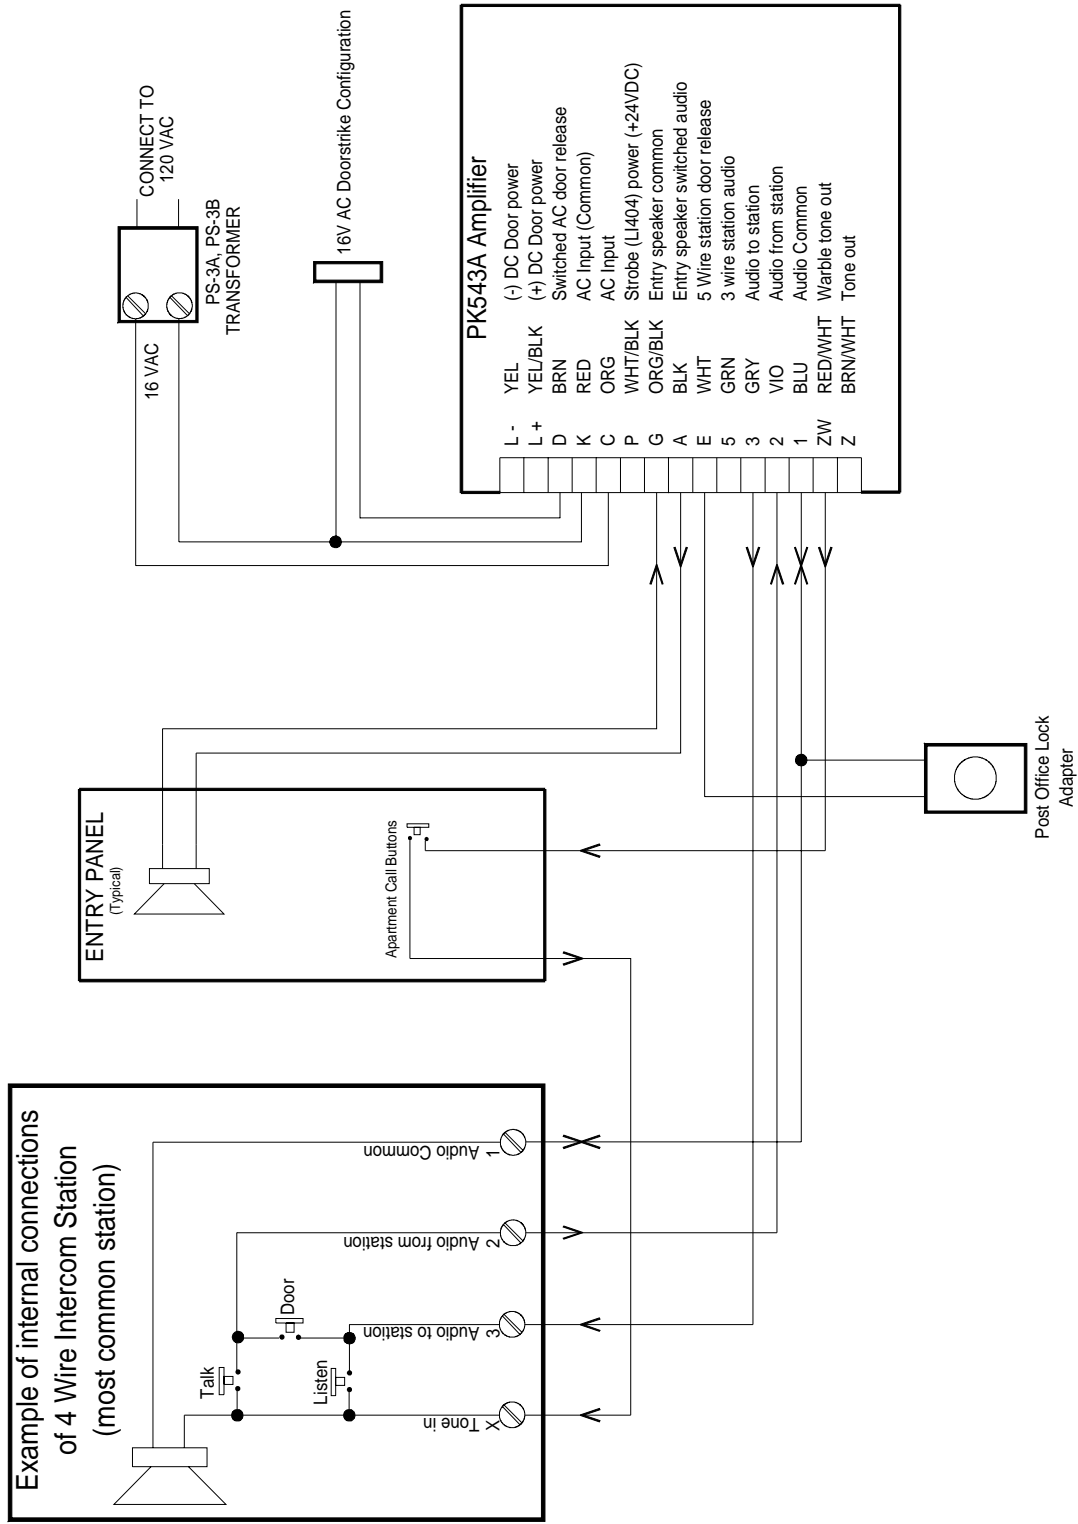 CONNECT TO
120 VAC
PS-3A, PS-3B
TRANSFORMER
16 VAC
16V AC Doorstrike Configuration
PK543A Amplifier
L - YEL (-) DC Door power
L + YEL/BLK (+) DC Door power
D BRN Switched AC door release
K RED AC Input (Common)
C ORG AC Input
P WHT/BLK Strobe (LI404) power (+24VDC)
G ORG/BLK Entry speaker common
A BLK Entry speaker switched audio
E WHT 5 Wire station door release
5 GRN 3 wire station audio
3 GRY Audio to station
2 VIO Audio from station
1 BLU Audio Common
ZW RED/WHT Warble tone out
Z BRN/WHT Tone out
ENTRY PANEL
(Typical)
Apartment Call Buttons
Post Office Lock
Adapter
Example of internal connections
of 4 Wire Intercom Station
(most common station)
Talk
Door
Listen
1 Audio Common
2 Audio from station
3 Audio to station
X Tone in